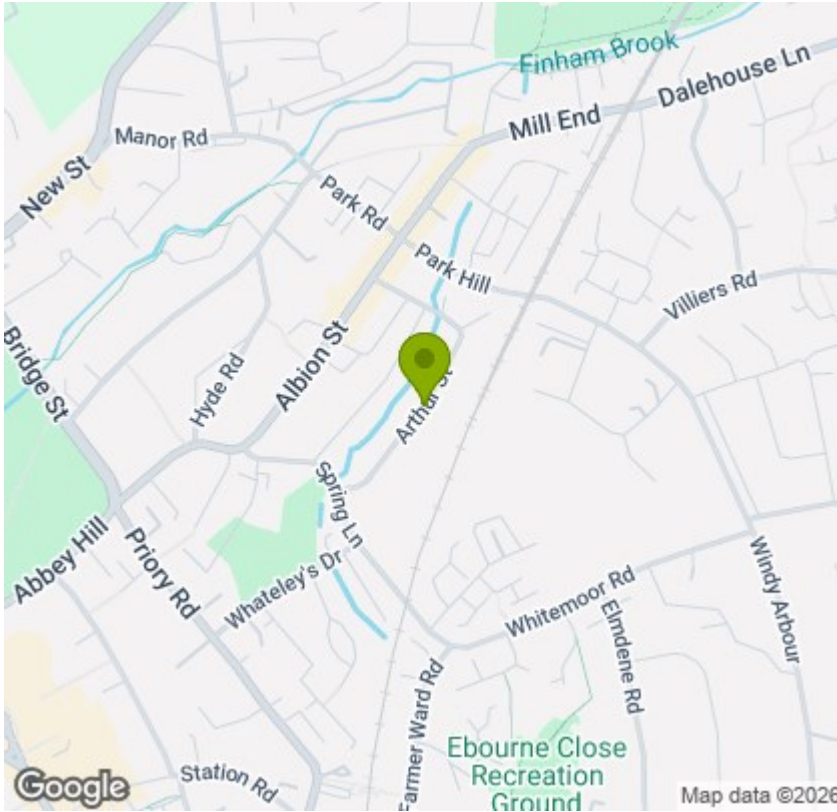 Finham Brook
Dalehouse Ln
Mill End
Manor Rd
New St
Park Rd
Park Hill
Villiers Rd
Bridge St
Hyde Rd
Albion St
Arthur St
Spring Ln
Abbey Hill
Priory Rd
Whateley's Dr
Whitemoor Rd
Windy Arbour
Elmdene Rd
Farmer Ward Rd
Ebourne Close
Recreation
Ground
Station Rd
Google
Map data ©2024